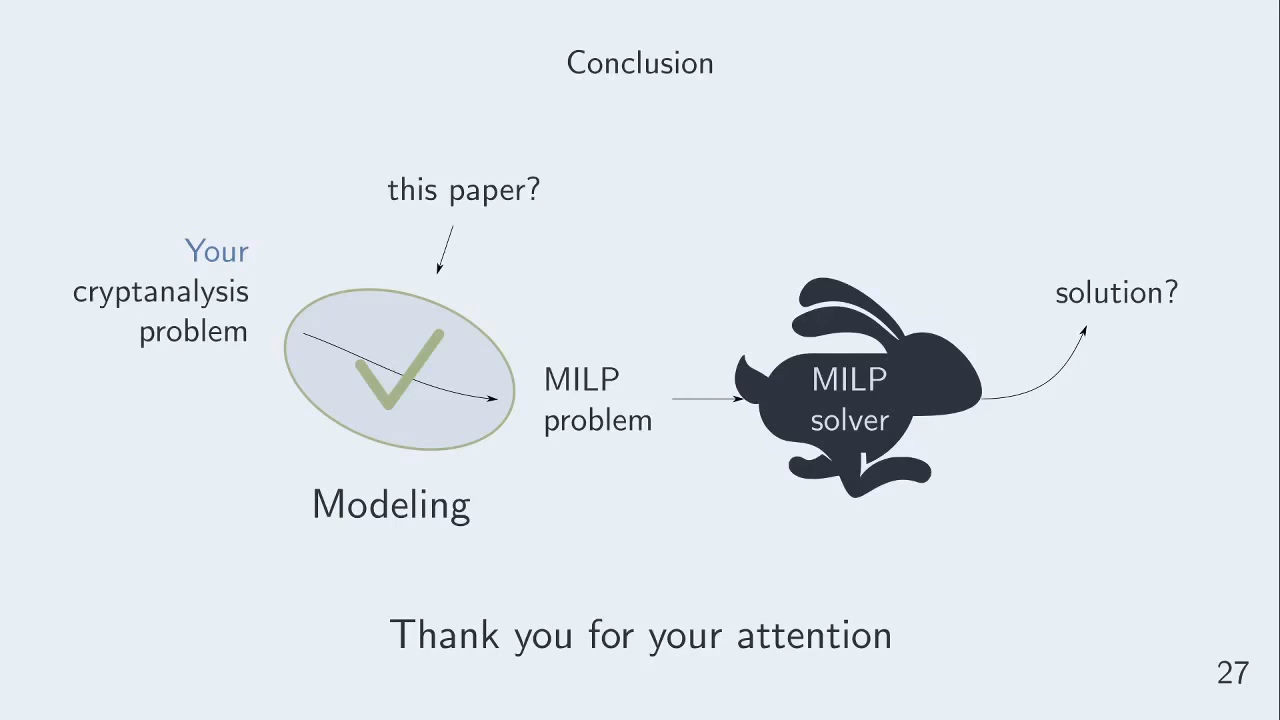 Conclusion
this paper?
Your
cryptanalysis
problem
MILP
problem
MILP
solver
solution?
Modeling
Thank you for your attention
27